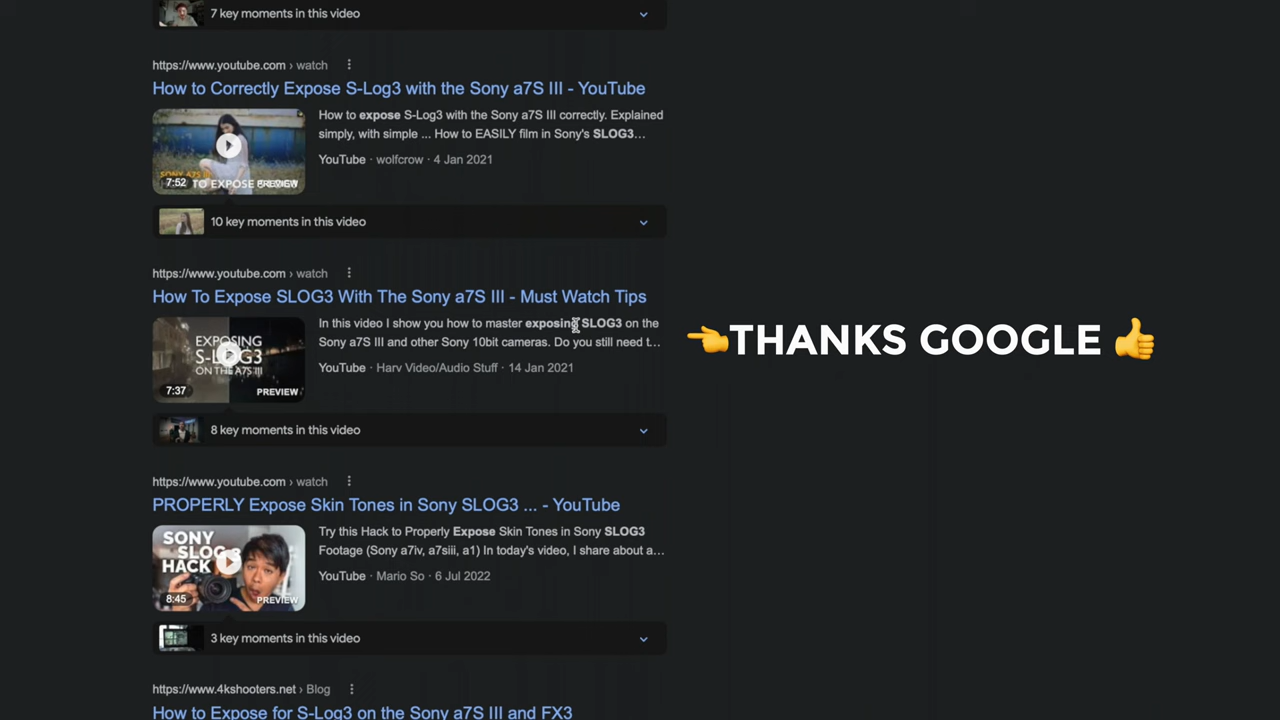 7 key moments in this video
https://www.youtube.com › watch
How to Correctly Expose S-Log3 with the Sony a7S III - YouTube
How to expose S-Log3 with the Sony a7S III correctly. Explained
simply, with simple ... How to EASILY film in Sony's SLOG3...
YouTube · wolfcrow · 4 Jan 2021
7:52
TO EXPOSE
PREVIEW
10 key moments in this video
https://www.youtube.com › watch
How To Expose SLOG3 With The Sony a7S III - Must Watch Tips
In this video I show you how to master exposing SLOG3 on the
Sony a7S III and other Sony 10bit cameras. Do you still need t...
YouTube · Harv Video/Audio Stuff · 14 Jan 2021
EXPOSING
S-LOG3
ON THE A7S III
7:37
PREVIEW
8 key moments in this video
👈THANKS GOOGLE 👍
https://www.youtube.com › watch
PROPERLY Expose Skin Tones in Sony SLOG3 ... - YouTube
Try this Hack to Properly Expose Skin Tones in Sony SLOG3
Footage (Sony a7iv, a7siii, a1) In today's video, I share about a...
YouTube · Mario So · 6 Jul 2022
SONY
SLOG3
HACK
8:45
PREVIEW
3 key moments in this video
https://www.4kshooters.net › Blog
How to Expose for S-Log3 on the Sony a7S III and FX3